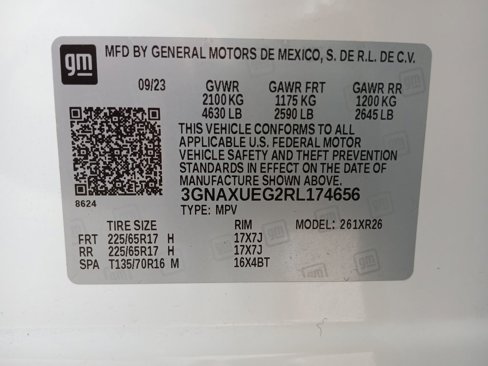 gm
MFD BY GENERAL MOTORS DE MEXICO, S. DE R.L. DE C.V.
09/23 GVWR GAWR FRT GAWR RR
2100 KG 1175 KG 1200 KG
4630 LB 2590 LB 2645 LB
THIS VEHICLE CONFORMS TO ALL
APPLICABLE U.S. FEDERAL MOTOR
VEHICLE SAFETY AND THEFT PREVENTION
STANDARDS IN EFFECT ON THE DATE OF
MANUFACTURE SHOWN ABOVE.
3GNAXUEG2RL174656
8624
TYPE: MPV
TIRE SIZE RIM MODEL: 261XR26
FRT 225/65R17 H 17X7J
RR 225/65R17 H 17X7J
SPA T135/70R16 M 16X4BT